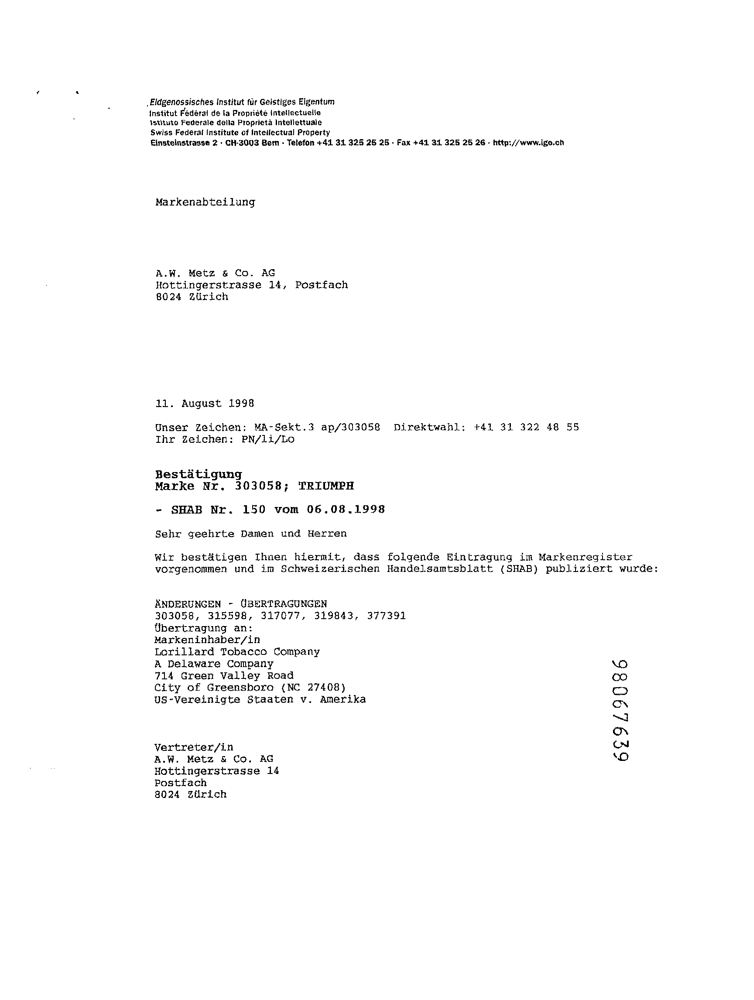 Eidgenossisches Institut für Geistiges Eigentum
Institut Fédéral de la Propriété Intellectuelle
Istituto Federale della Proprietà Intellettuale
Swiss Federal Institute of Intellectual Property
Einsteinstrasse 2 · CH-3003 Bern · Telefon +41 31 325 25 25 · Fax +41 31 325 25 26 · http://www.ige.ch
Markenabteilung
A.W. Metz & Co. AG
Hottingerstrasse 14, Postfach
8024 Zürich
11. August 1998
Unser Zeichen: MA-Sekt.3 ap/303058 Direktwahl: +41 31 322 48 55
Ihr Zeichen: PN/li/Lo
Bestätigung
Marke Nr. 303058; TRIUMPH
- SHAB Nr. 150 vom 06.08.1998
Sehr geehrte Damen und Herren
Wir bestätigen Ihnen hiermit, dass folgende Eintragung im Markenregister
vorgenommen und im Schweizerischen Handelsamtsblatt (SHAB) publiziert wurde:
ÄNDERUNGEN - ÜBERTRAGUNGEN
303058, 315598, 317077, 319843, 377391
Übertragung an:
Markeninhaber/in
Lorillard Tobacco Company
A Delaware Company
714 Green Valley Road
City of Greensboro (NC 27408)
US-Vereinigte Staaten v. Amerika
Vertreter/in
A.W. Metz & Co. AG
Hottingerstrasse 14
Postfach
8024 Zürich
98067639